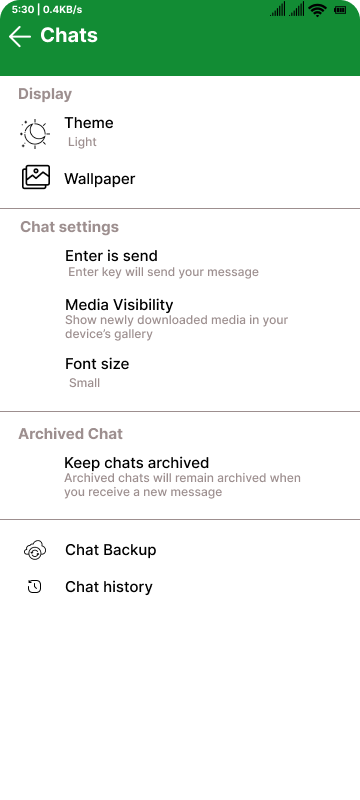 5:30 | 0.4KB/s
Chats
Display
Theme
Light
Wallpaper
Chat settings
Enter is send
Enter key will send your message
Media Visibility
Show newly downloaded media in your
device’s gallery
Font size
Small
Archived Chat
Keep chats archived
Archived chats will remain archived when
you receive a new message
Chat Backup
Chat history